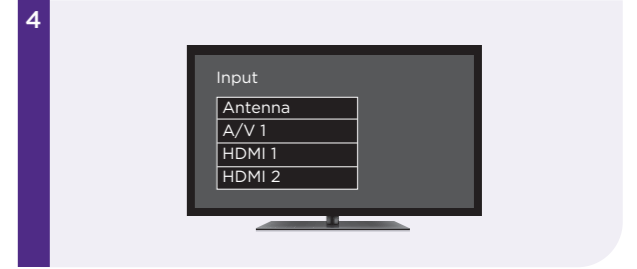 4
Input
Antenna
A/V 1
HDMI 1
HDMI 2